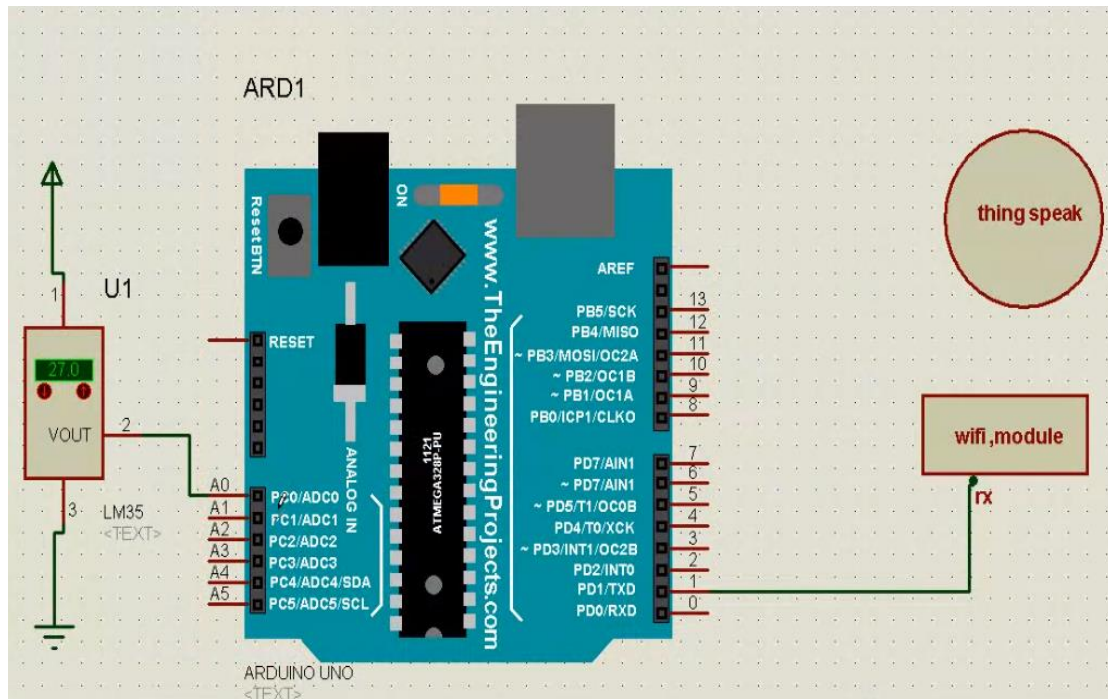 ARD1
ResetBTN
ON
www.TheEngineeringProjects.com
thing speak
AREF
1
U1
13
PB5/SCK
12
PB4/MISO
11
~ PB3/MOSI/OC2A
10
~ PB2/OC1B
9
~ PB1/OC1A
8
PB0/ICP1/CLKO
RESET
27.0
VOUT
2
wifi ,module
rx
1121
ATMEGA328P-PU
ANALOG IN
7
PD7/AIN1
6
~ PD7/AIN1
5
~ PD5/T1/OC0B
4
PD4/T0/XCK
3
~ PD3/INT1/OC2B
2
PD2/INT0
1
PD1/TXD
0
PD0/RXD
A0
PC0/ADC0
A1
PC1/ADC1
A2
PC2/ADC2
A3
PC3/ADC3
A4
PC4/ADC4/SDA
A5
PC5/ADC5/SCL
3
LM35
<TEXT>
ARDUINO UNO
<TEXT>